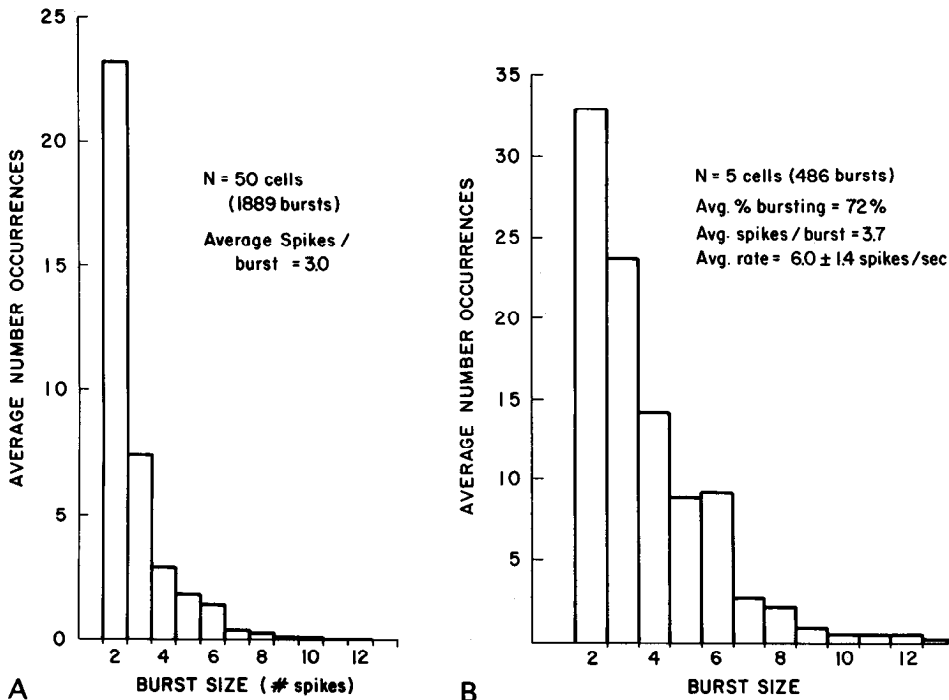 25
20
15
10
5
0
AVERAGE NUMBER OCCURRENCES
N = 50 cells
(1889 bursts)
Average Spikes /
burst = 3.0
2 4 6 8 10 12
BURST SIZE (# spikes)
A
35
30
25
20
15
10
5
AVERAGE NUMBER OCCURRENCES
N = 5 cells (486 bursts)
Avg. % bursting = 72%
Avg. spikes / burst = 3.7
Avg. rate = 6.0 ± 1.4 spikes/sec
2 4 6 8 10 12
BURST SIZE
B